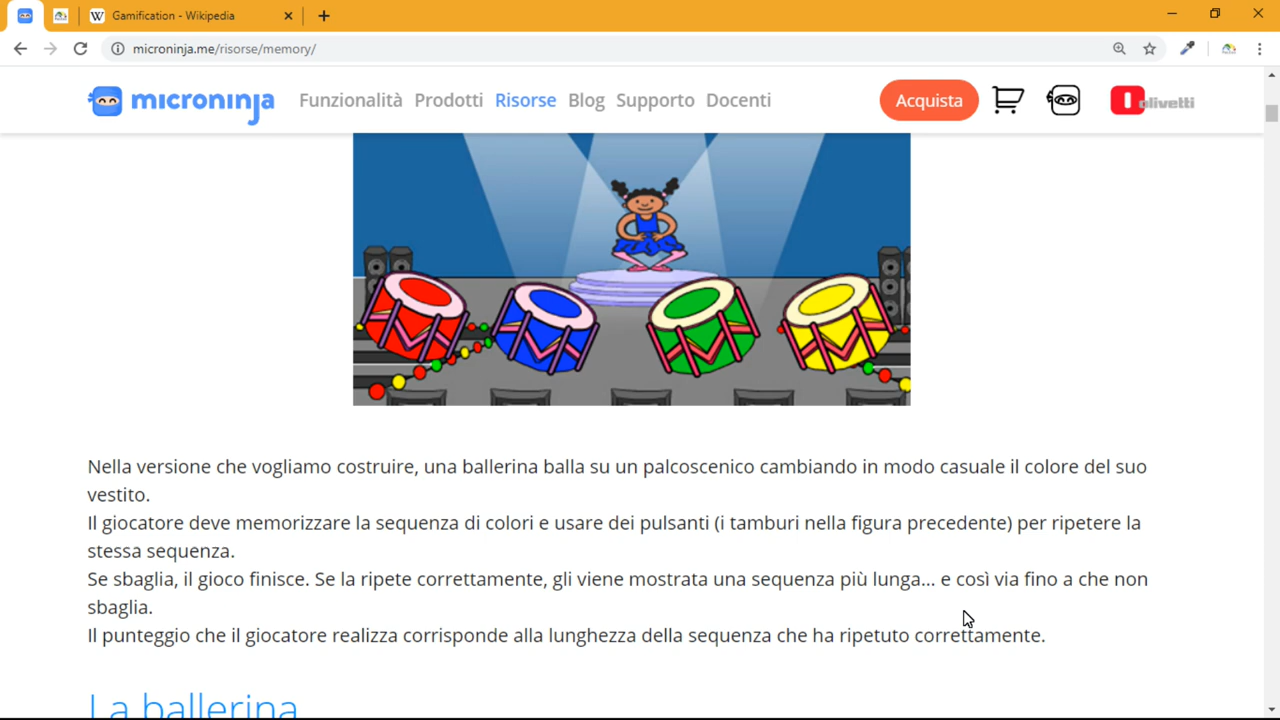 Gamification - Wikipedia
microninja.me/risorse/memory/
microninja Funzionalità Prodotti Risorse Blog Supporto Docenti Acquista olivetti
Nella versione che vogliamo costruire, una ballerina balla su un palcoscenico cambiando in modo casuale il colore del suo
vestito.
Il giocatore deve memorizzare la sequenza di colori e usare dei pulsanti (i tamburi nella figura precedente) per ripetere la
stessa sequenza.
Se sbaglia, il gioco finisce. Se la ripete correttamente, gli viene mostrata una sequenza più lunga... e così via fino a che non
sbaglia.
Il punteggio che il giocatore realizza corrisponde alla lunghezza della sequenza che ha ripetuto correttamente.
La ballerina